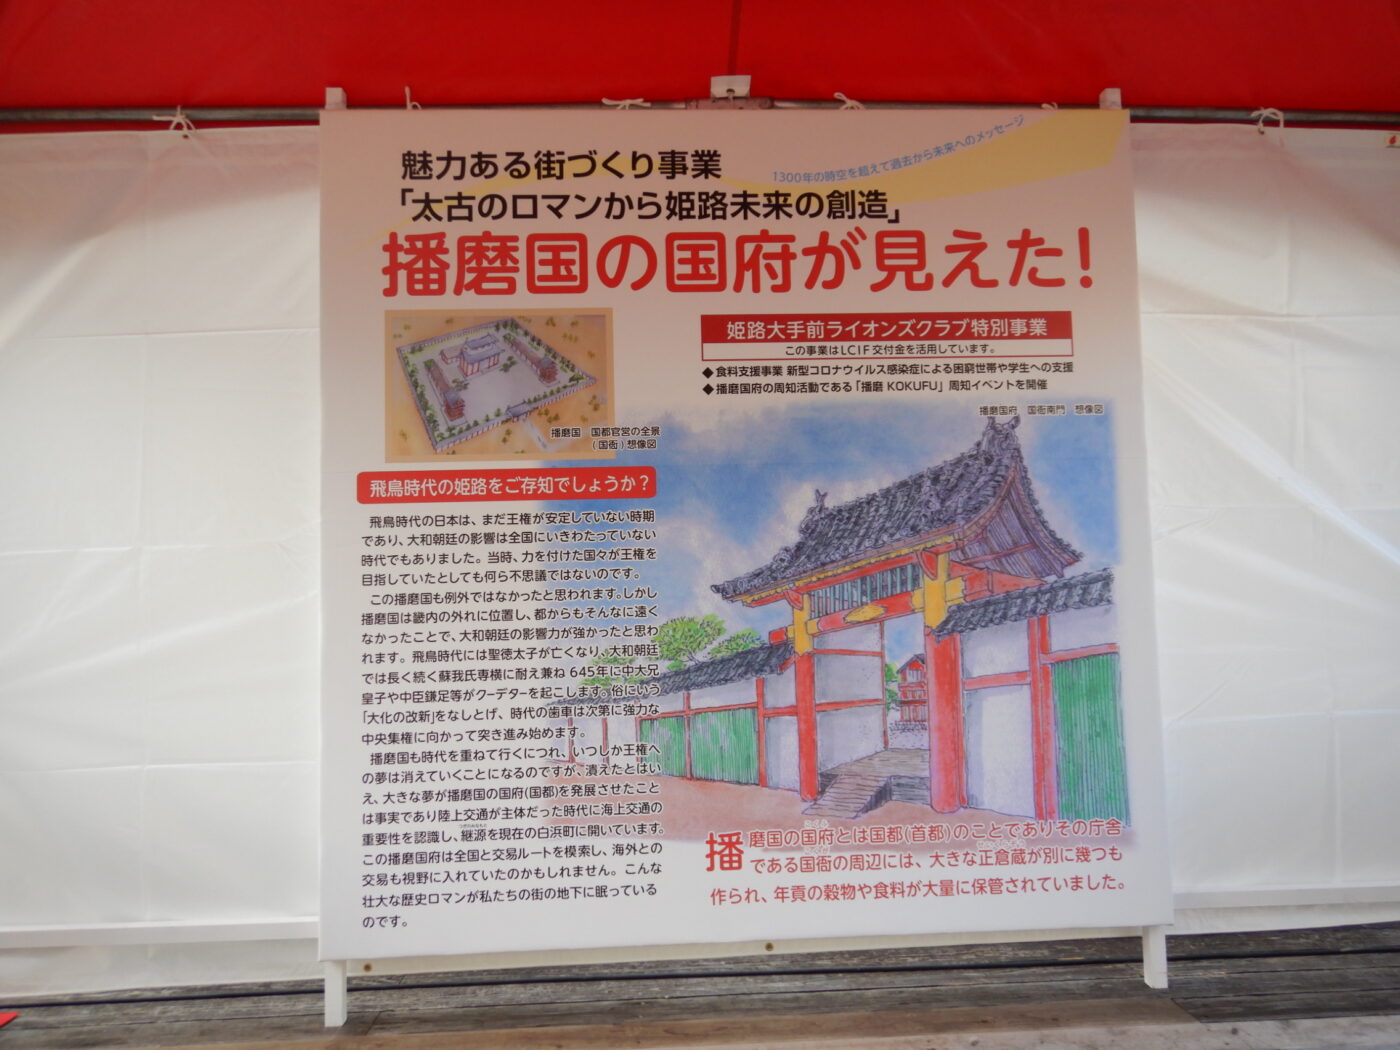 魅力ある街づくり事業
1300年の時空を超えて過去から未来へのメッセージ
「太古のロマンから姫路未来の創造」
播磨国の国府が見えた!
姫路大手前ライオンズクラブ特別事業
この事業はLCIF交付金を活用しています。
◆食料支援事業 新型コロナウイルス感染症による困窮世帯や学生への支援
◆播磨国府の周知活動である「播磨 KOKUFU」周知イベントを開催
播磨国 国都官営の全景
(国衙)想像図
播磨国府 国衙南門 想像図
飛鳥時代の姫路をご存知でしょうか?
飛鳥時代の日本は、まだ王権が安定していない時期
であり、大和朝廷の影響は全国にいきわたっていない
時代でもありました。当時、力を付けた国々が王権を
目指していたとしても何ら不思議ではないのです。
この播磨国も例外ではなかったと思われます。しかし
播磨国は畿内の外れに位置し、都からもそんなに遠く
なかったことで、大和朝廷の影響力が強かったと思わ
れます。飛鳥時代には聖徳太子が亡くなり、大和朝廷
では長く続く蘇我氏専横に耐え兼ね645年に中大兄
皇子や中臣鎌足等がクーデターを起こします。俗にいう
「大化の改新」をなしとげ、時代の歯車は次第に強力な
中央集権に向かって突き進み始めます。
播磨国も時代を重ねて行くにつれ、いつしか王権へ
の夢は消えていくことになるのですが、潰えたとはい
え、大きな夢が播磨国の国府(国都)を発展させたこと
は事実であり陸上交通が主体だった時代に海上交通の
重要性を認識し、継源を現在の白浜町に開いています。
この播磨国府は全国と交易ルートを模索し、海外との
交易も視野に入れていたのかもしれません。こんな
壮大な歴史ロマンが私たちの街の地下に眠っている
のです。
播磨国の国府とは国都(首都)のことでありその庁舎
である国衙の周辺には、大きな正倉蔵が別に幾つも
作られ、年貢の穀物や食料が大量に保管されていました。